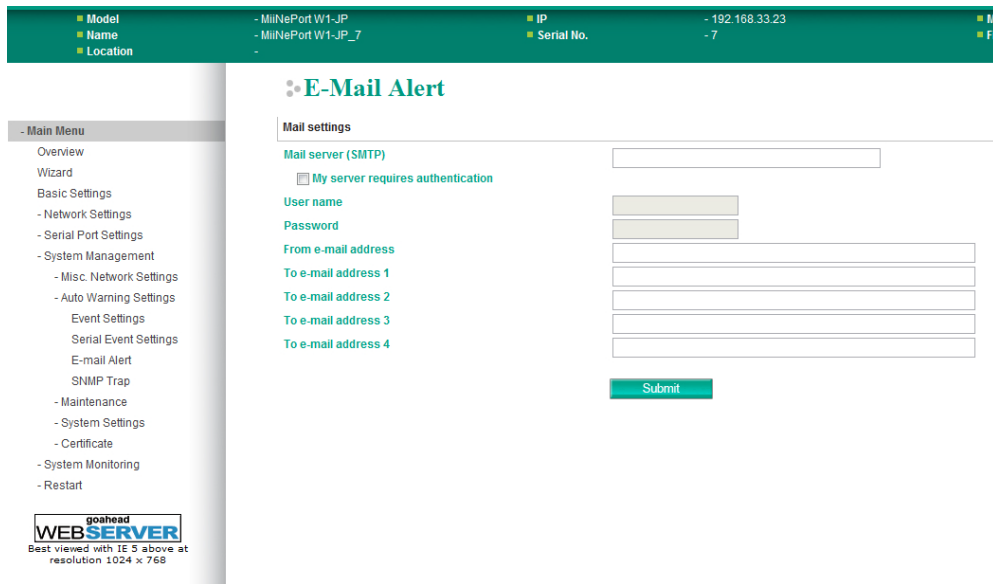 Model - MiiNePort W1-JP IP - 192.168.33.23 M
Name - MiiNePort W1-JP_7 Serial No. - 7 F
Location -
E-Mail Alert
- Main Menu
Overview
Wizard
Basic Settings
- Network Settings
- Serial Port Settings
- System Management
- Misc. Network Settings
- Auto Warning Settings
Event Settings
Serial Event Settings
E-mail Alert
SNMP Trap
- Maintenance
- System Settings
- Certificate
- System Monitoring
- Restart
goahead
WEBSERVER
Best viewed with IE 5 above at
resolution 1024 x 768
Mail settings
Mail server (SMTP)
My server requires authentication
User name
Password
From e-mail address
To e-mail address 1
To e-mail address 2
To e-mail address 3
To e-mail address 4
Submit